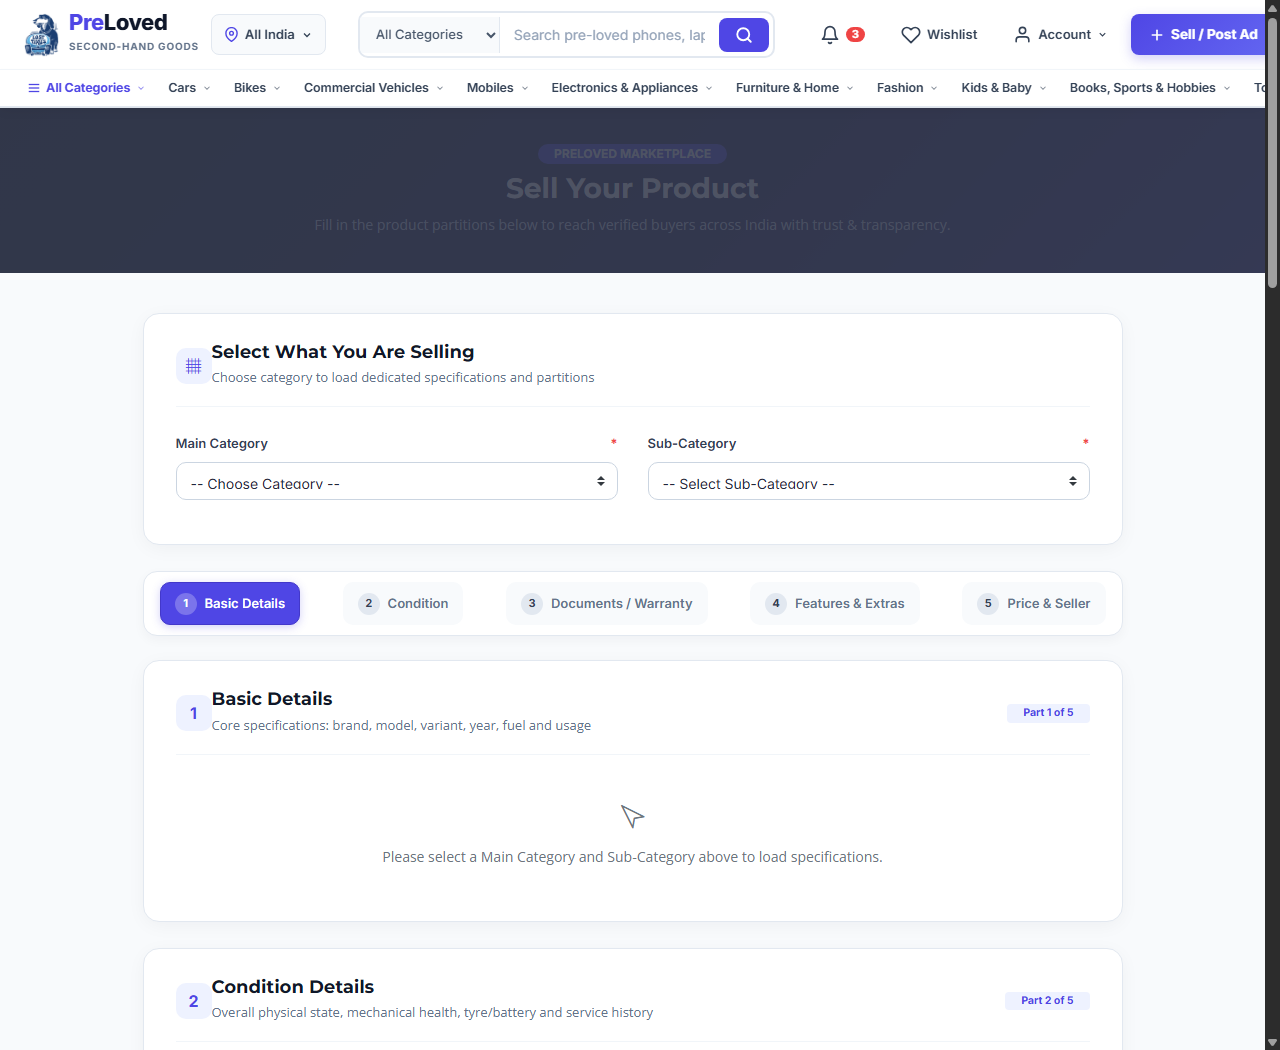 PreLoved
SECOND-HAND GOODS
All India
All Categories
Search pre-loved phones, lap
3
Wishlist
Account
Sell / Post Ad
All Categories
Cars
Bikes
Commercial Vehicles
Mobiles
Electronics & Appliances
Furniture & Home
Fashion
Kids & Baby
Books, Sports & Hobbies
To
PRELOVED MARKETPLACE
Sell Your Product
Fill in the product partitions below to reach verified buyers across India with trust & transparency.
Select What You Are Selling
Choose category to load dedicated specifications and partitions
Main Category *
Sub-Category *
-- Choose Category --
-- Select Sub-Category --
1 Basic Details
2 Condition
3 Documents / Warranty
4 Features & Extras
5 Price & Seller
1
Basic Details
Core specifications: brand, model, variant, year, fuel and usage
Part 1 of 5
Please select a Main Category and Sub-Category above to load specifications.
2
Condition Details
Overall physical state, mechanical health, tyre/battery and service history
Part 2 of 5